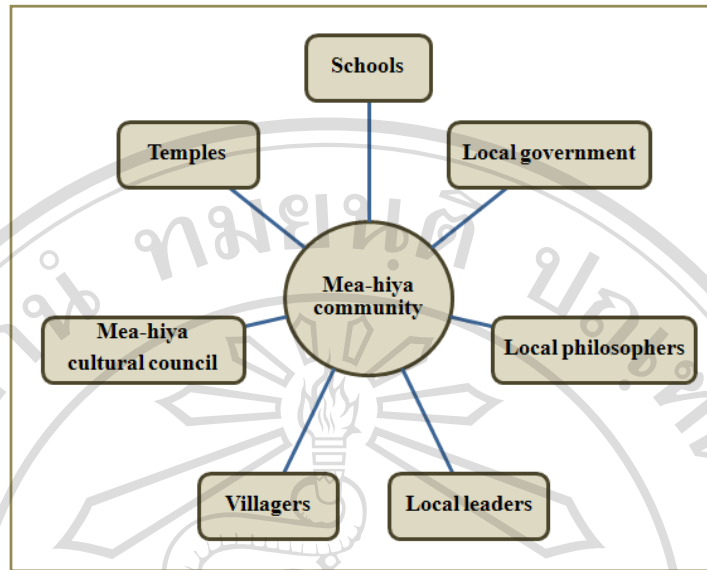 Schools
Temples
Local government
Mea-hiya
community
Mea-hiya
cultural council
Local philosophers
Villagers
Local leaders